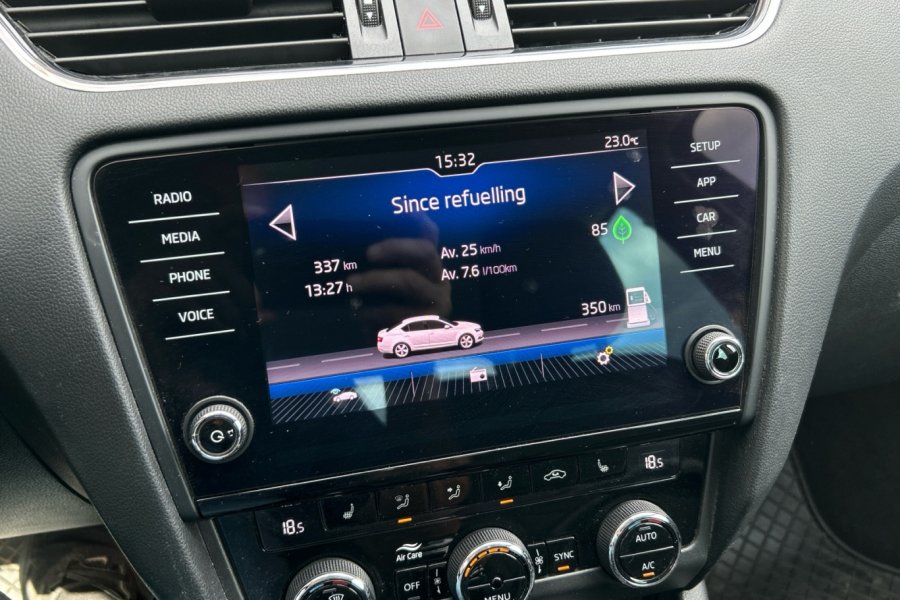 15:32
23.0°C
RADIO
MEDIA
PHONE
VOICE
Since refuelling
337 km
13:27 h
Av. 25 km/h
Av. 7.6 l/100km
85
350 km
SETUP
APP
CAR
MENU
18.5
18.5
Air Care
OFF
MENU
SYNC
AUTO
A/C